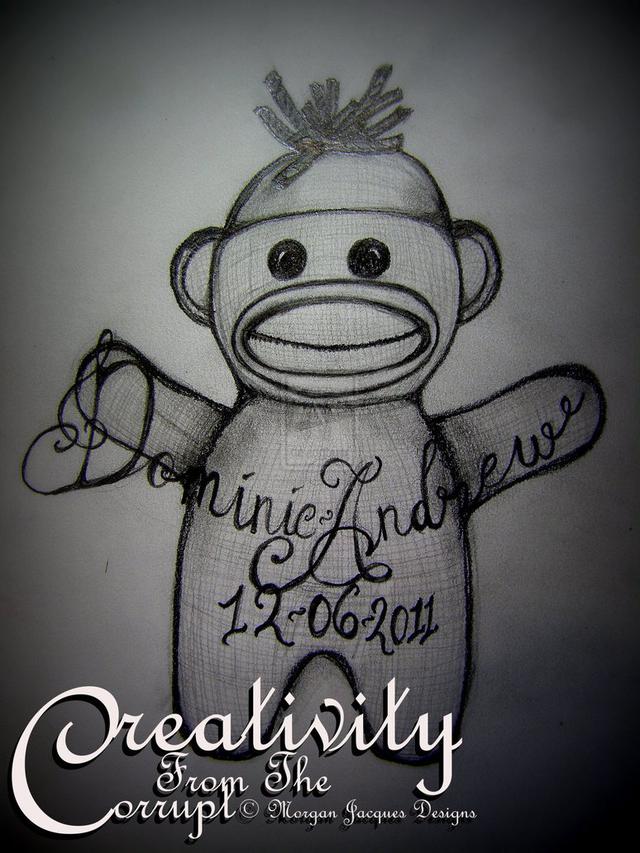 Dominic-Andrew
12-06-2011
Creativity
From The
Corrupt © Morgan Jacques Designs